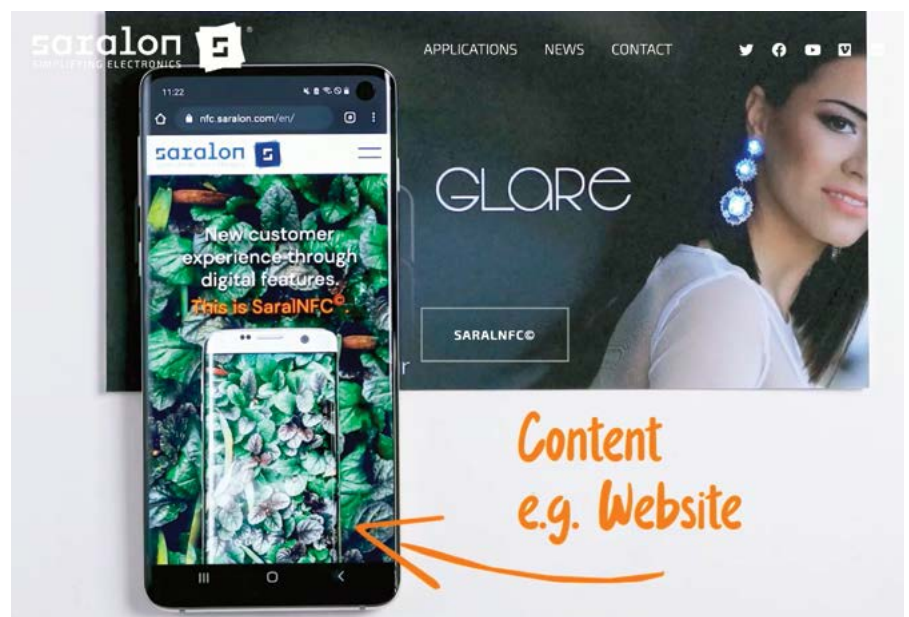 saralon
SIMPLIFYING ELECTRONICS
APPLICATIONS NEWS CONTACT
11:22
nfc.saralon.com/en/
saralon
GLARE
New customer
experience through
digital features.
This is SaralNFC©.
SARALNFC©
r
Content
e.g. Website